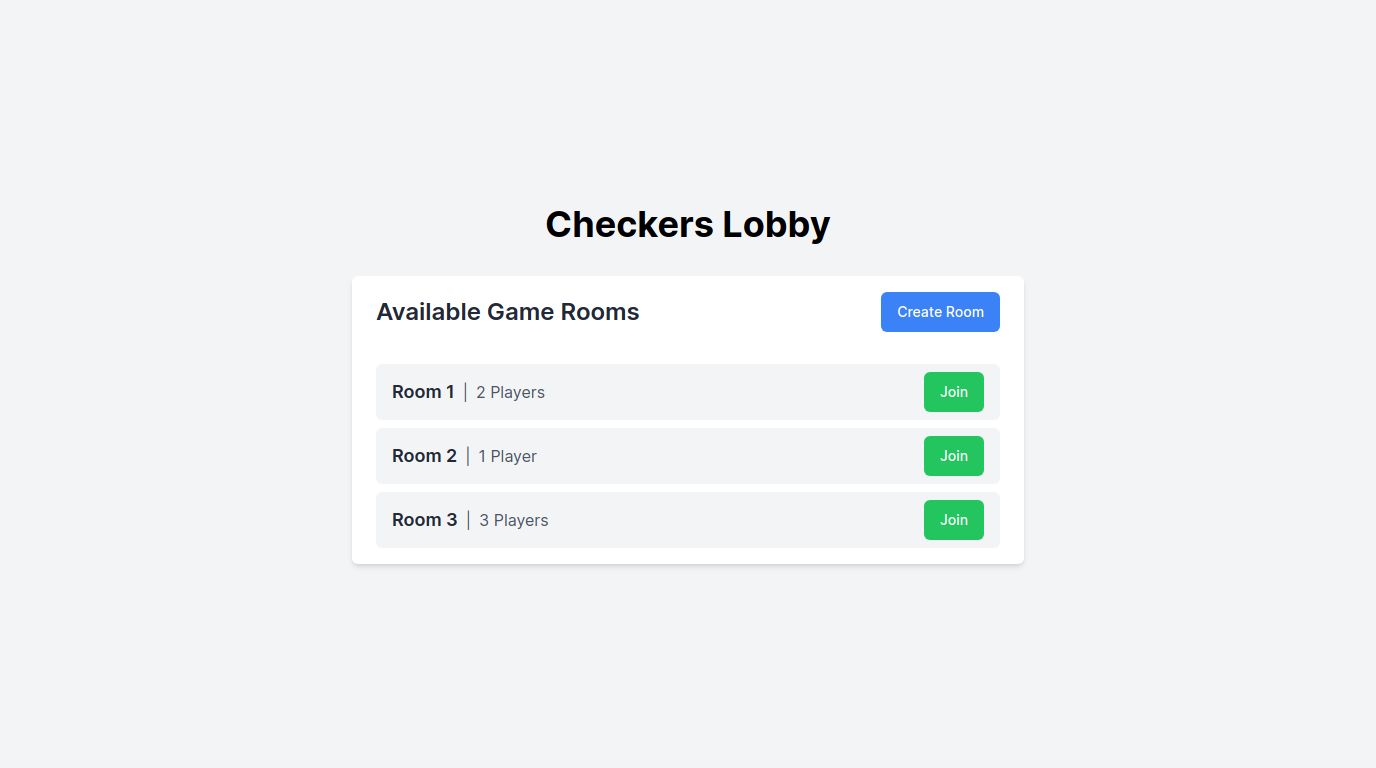 Checkers Lobby
Available Game Rooms Create Room
Room 1 | 2 Players Join
Room 2 | 1 Player Join
Room 3 | 3 Players Join